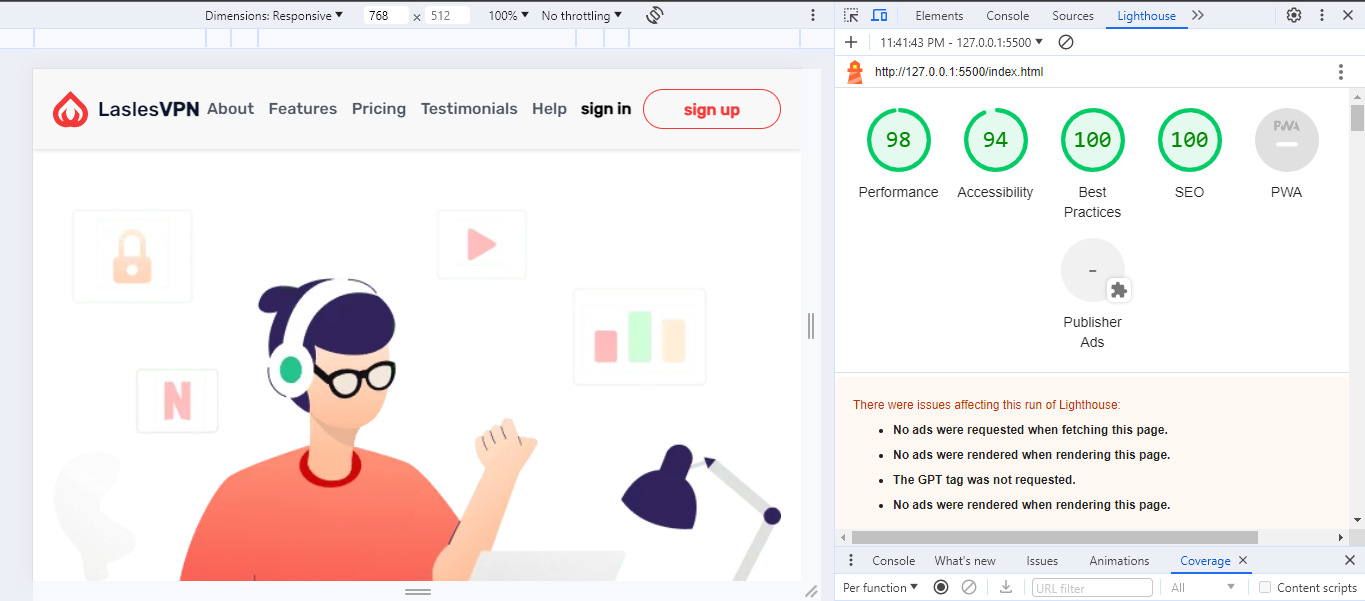 Dimensions: Responsive 768 × 512 100% No throttling
Elements Console Sources Lighthouse
11:41:43 PM - 127.0.0.1:5500
http://127.0.0.1:5500/index.html
LaslesVPN About Features Pricing Testimonials Help sign in sign up
N
98 94 100 100 PWA
Performance Accessibility Best Practices SEO PWA
-
Publisher
Ads
There were issues affecting this run of Lighthouse:
No ads were requested when fetching this page.
No ads were rendered when rendering this page.
The GPT tag was not requested.
No ads were rendered when rendering this page.
Console What's new Issues Animations Coverage
Per function URL filter All Content scripts